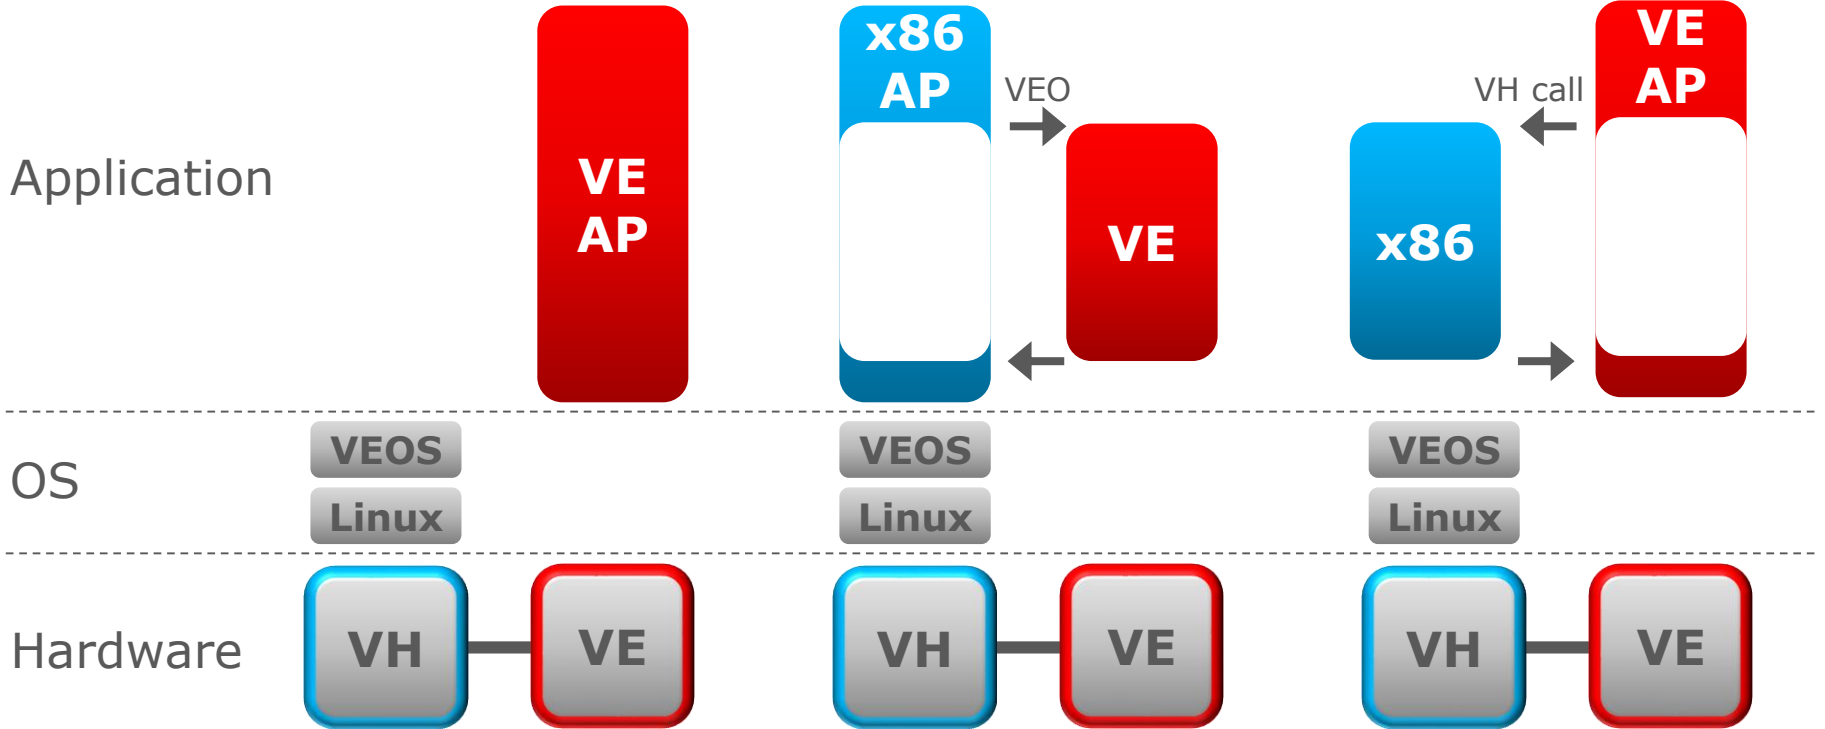 Application
VE
AP
x86
AP
VEO
VE
VH call
x86
VE
AP
OS
VEOS
Linux
VEOS
Linux
VEOS
Linux
Hardware
VH
VE
VH
VE
VH
VE